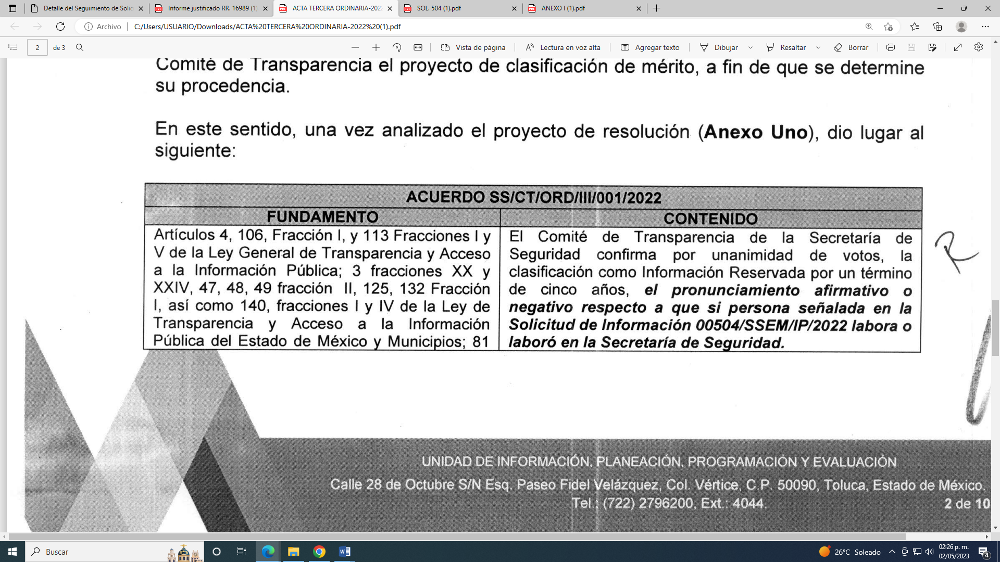 Detalle del Seguimiento de Solic
Informe justificado RR. 16989 (1)
ACTA TERCERA ORDINARIA-202
SOL. 504 (1).pdf
ANEXO I (1).pdf
Archivo
C:/Users/USUARIO/Downloads/ACTA%20TERCERA%20ORDINARIA-2022%20(1).pdf
2 de 3
Vista de página
Lectura en voz alta
Agregar texto
Dibujar
Resaltar
Borrar
Comité de Transparencia el proyecto de clasificación de mérito, a fin de que se determine
su procedencia.
En este sentido, una vez analizado el proyecto de resolución (Anexo Uno), dio lugar al
siguiente:
ACUERDO SS/CT/ORD/III/001/2022
FUNDAMENTO
Artículos 4, 106, Fracción I, y 113 Fracciones I y
V de la Ley General de Transparencia y Acceso
a la Información Pública; 3 fracciones XX y
XXIV, 47, 48, 49 fracción II, 125, 132 Fracción
I, así como 140, fracciones I y IV de la Ley de
Transparencia y Acceso a la Información
Pública del Estado de México y Municipios; 81
CONTENIDO
El Comité de Transparencia de la Secretaría de
Seguridad confirma por unanimidad de votos, la
clasificación como Información Reservada por un término
de cinco años, el pronunciamiento afirmativo o
negativo respecto a que si persona señalada en la
Solicitud de Información 00504/SSEM/IP/2022 labora o
laboró en la Secretaría de Seguridad.
UNIDAD DE INFORMACIÓN, PLANEACIÓN, PROGRAMACIÓN Y EVALUACIÓN
Calle 28 de Octubre S/N Esq. Paseo Fidel Velázquez, Col. Vértice, C.P. 50090, Toluca, Estado de México.
Tel.: (722) 2796200, Ext.: 4044.
2 de 10
Buscar
26°C Soleado
02:26 p. m.
02/05/2023
4